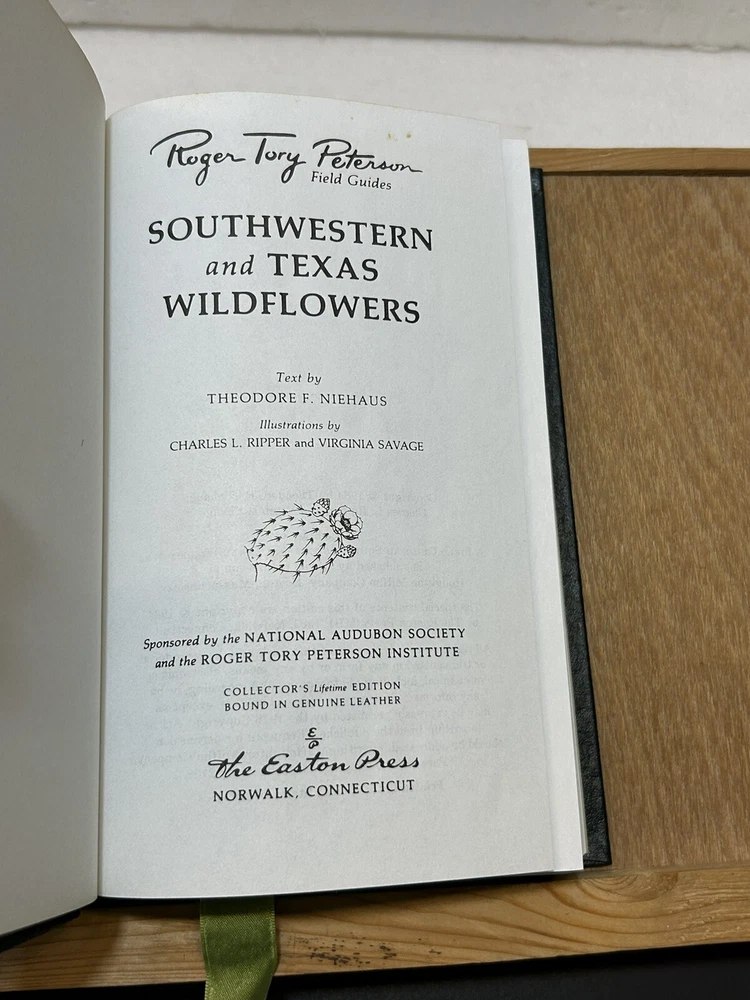 Roger Tory Peterson
Field Guides
SOUTHWESTERN
and TEXAS
WILDFLOWERS
Text by
THEODORE F. NIEHAUS
Illustrations by
CHARLES L. RIPPER and VIRGINIA SAVAGE
Sponsored by the NATIONAL AUDUBON SOCIETY
and the ROGER TORY PETERSON INSTITUTE
COLLECTOR'S Lifetime EDITION
BOUND IN GENUINE LEATHER
E
P
The Easton Press
NORWALK, CONNECTICUT